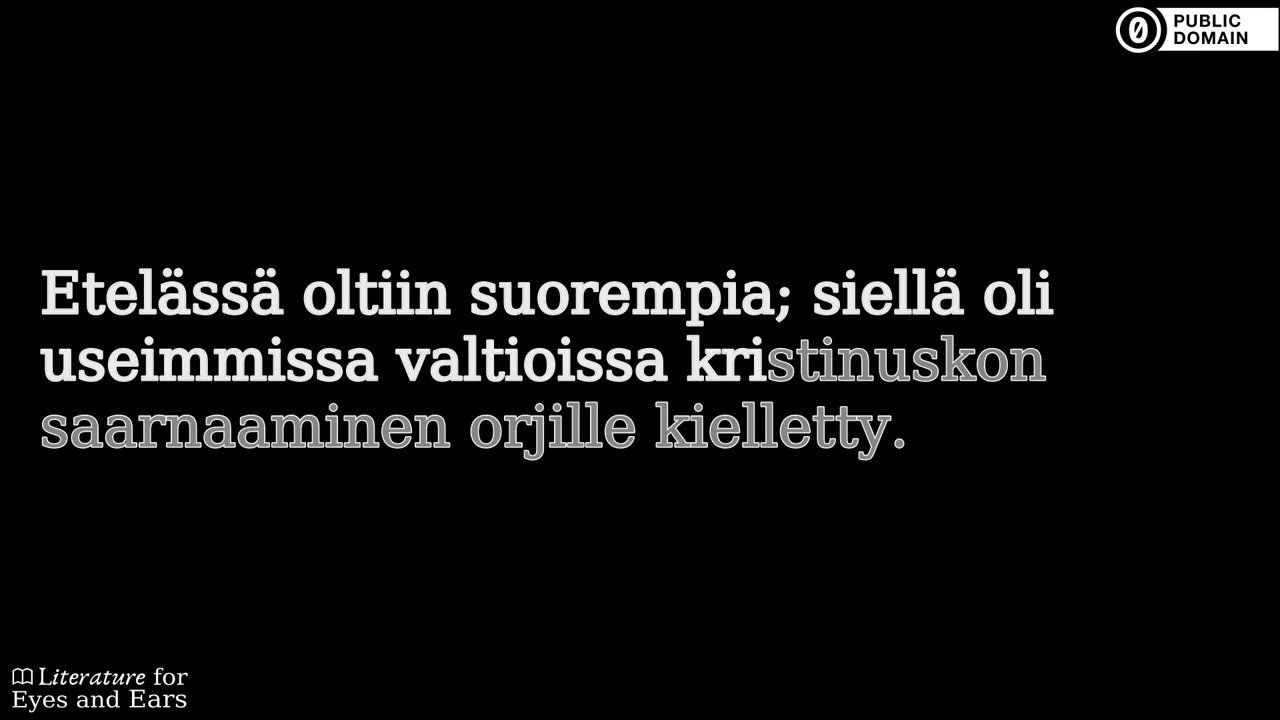 PUBLIC
DOMAIN
Etelässä oltiin suorempia; siellä oli
useimmissa valtioissa kristinuskon
saarnaaminen orjille kielletty.
Literature for
Eyes and Ears